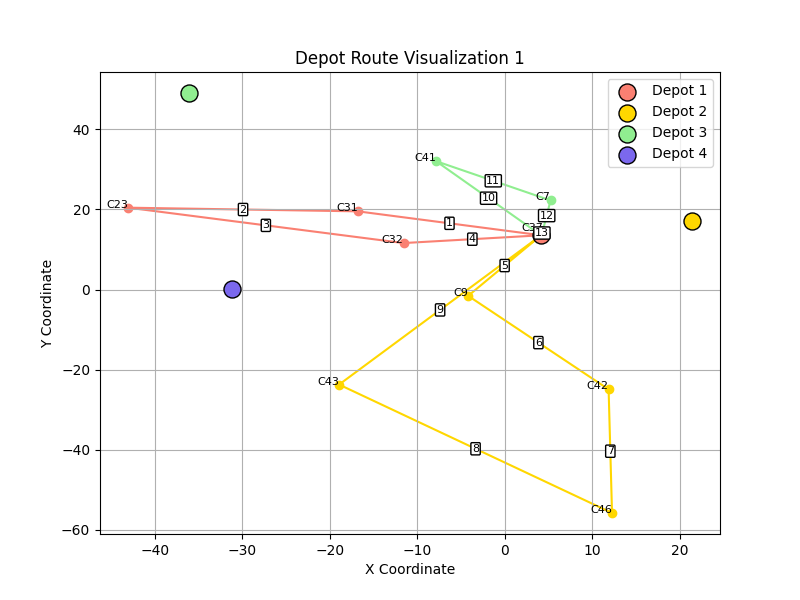 Depot Route Visualization 1
Depot 1
Depot 2
Depot 3
Depot 4
Y Coordinate
40
20
0
−20
−40
−60
C41
11
C7
10
C23
2
C31
12
3
1
C37
13
C32
4
5
C9
9
6
C43
C42
8
7
C46
−40
−30
−20
−10
0
10
20
X Coordinate